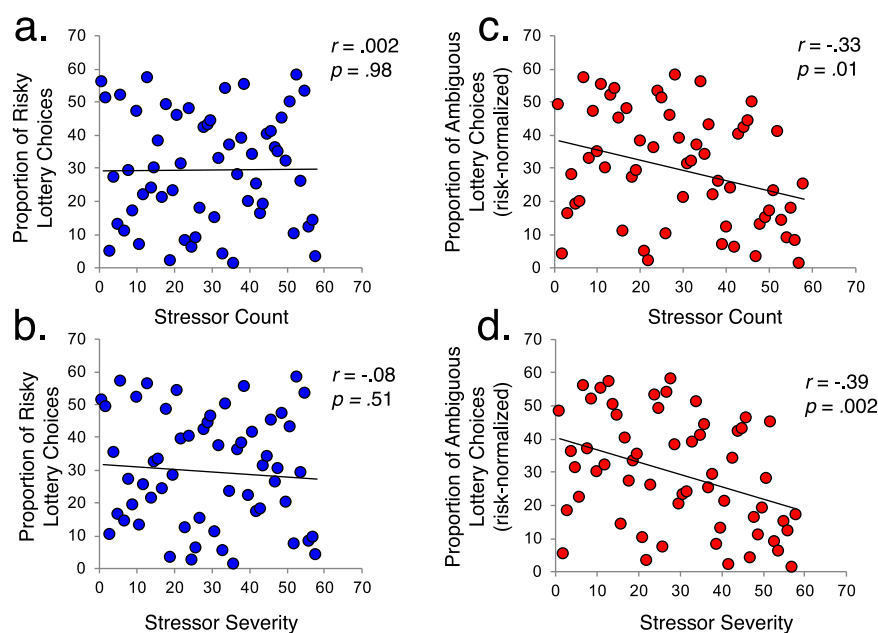 a.
r = .002
p = .98
Proportion of Risky
Lottery Choices
70
60
50
40
30
20
10
0
0 10 20 30 40 50 60 70
Stressor Count
c.
r = -.33
p = .01
Proportion of Ambiguous
Lottery Choices
(risk-normalized)
70
60
50
40
30
20
10
0
0 10 20 30 40 50 60 70
Stressor Count
b.
r = -.08
p = .51
Proportion of Risky
Lottery Choices
70
60
50
40
30
20
10
0
0 10 20 30 40 50 60 70
Stressor Severity
d.
r = -.39
p = .002
Proportion of Ambiguous
Lottery Choices
(risk-normalized)
70
60
50
40
30
20
10
0
0 10 20 30 40 50 60 70
Stressor Severity